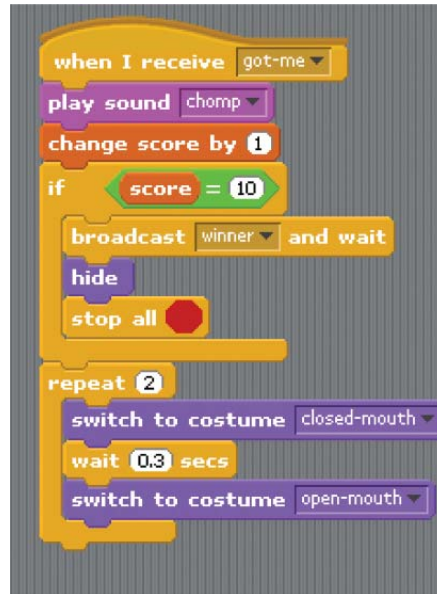 when I receive got-me
play sound chomp
change score by 1
if score = 10
broadcast winner and wait
hide
stop all
repeat 2
switch to costume closed-mouth
wait 0.3 secs
switch to costume open-mouth